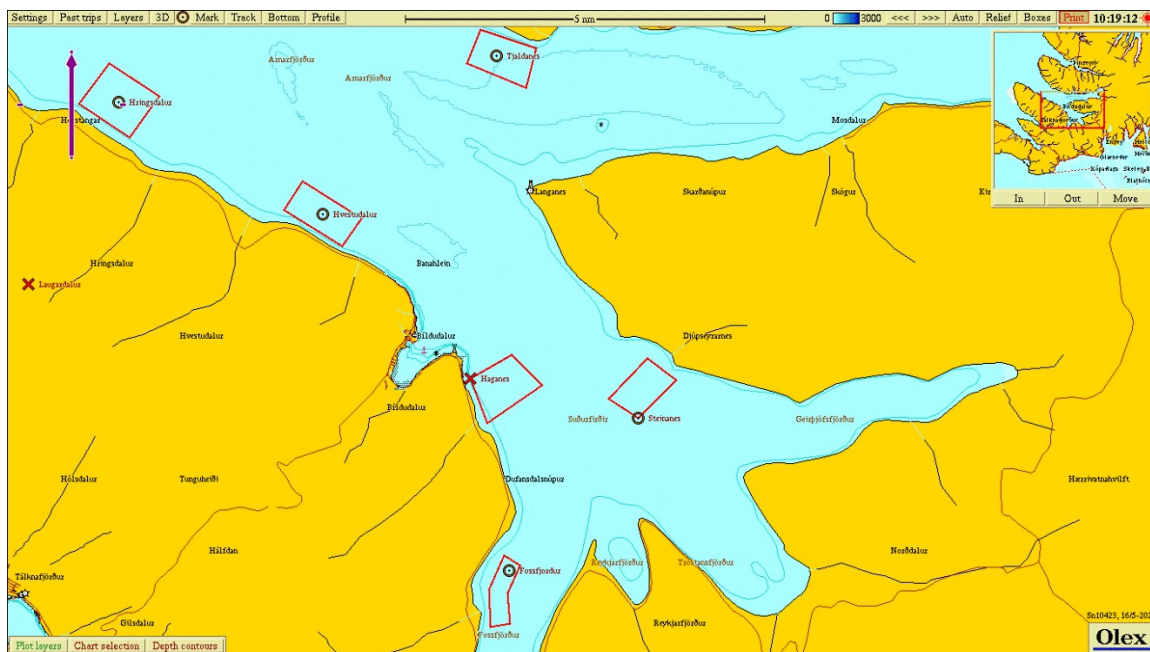 Settings Past trips Layers 3D Mark Track Bottom Profile 5 nm 0 3000 <<< >>> Auto Relief Boxes Print 10:19:12
Tjaldanes
Arnarfjörður
Arnarfjörður
Hringsdalur
Mosdalur
Langanes
Skarðanúpur
Skógur
In Out Move
Hvestudalur
Hringsdalur
Banahlein
Laugardalur
Hvestudalur
Bíldudalur
Djúpseyrarnes
Haganes
Bíldudalur
Suðurfirðir
Steinanes
Geirþjófsfjörður
Hólsdalur
Tunguheiði
Dufansdalsnúpur
Hærrivatnahvilft
Hálfdan
Norðdalur
Fossfjordur
Reykjarfjörður
Trostansfjörður
Tálknafjörður
Gilsdalur
Fossfjörður
Reykjarfjörður
Plot layers Chart selection Depth contours
Olex